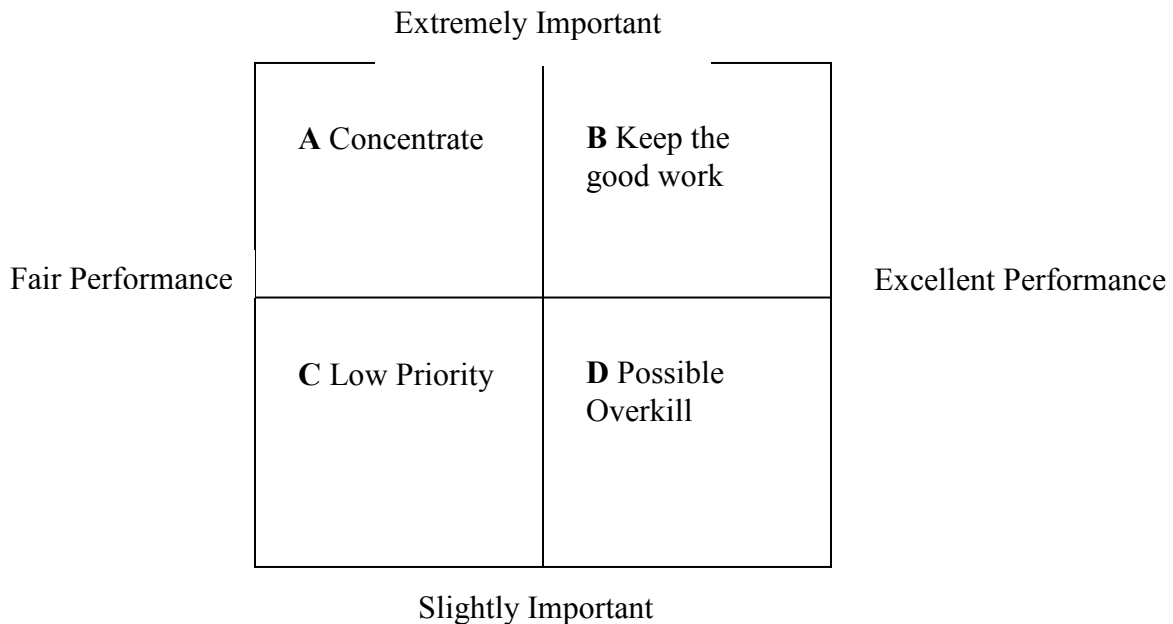 Extremely Important
A Concentrate
B Keep the
good work
Fair Performance
Excellent Performance
C Low Priority
D Possible
Overkill
Slightly Important